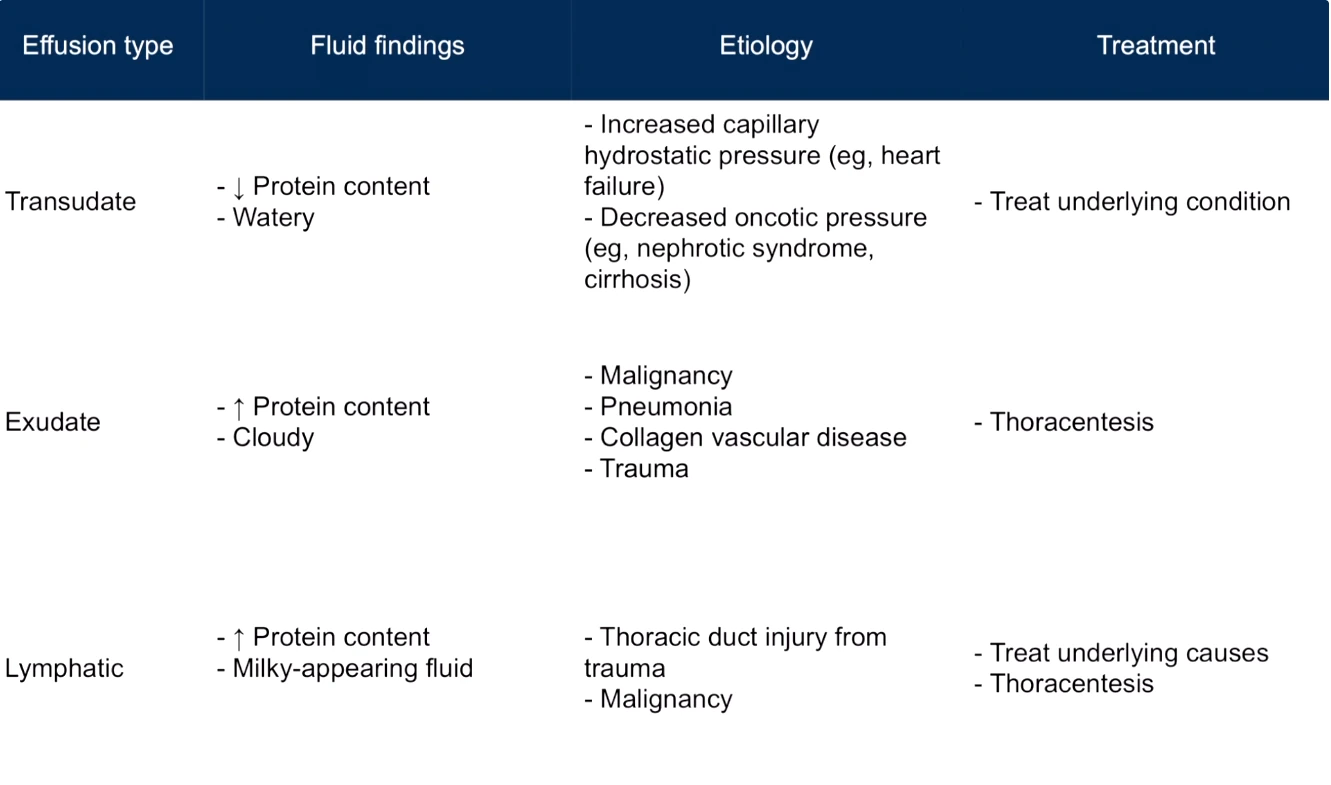 Effusion type
Fluid findings
Etiology
Treatment
Transudate
- ↓ Protein content
- Watery
- Increased capillary
hydrostatic pressure (eg, heart
failure)
- Decreased oncotic pressure
(eg, nephrotic syndrome,
cirrhosis)
- Treat underlying condition
Exudate
- ↑ Protein content
- Cloudy
- Malignancy
- Pneumonia
- Collagen vascular disease
- Trauma
- Thoracentesis
Lymphatic
- ↑ Protein content
- Milky-appearing fluid
- Thoracic duct injury from
trauma
- Malignancy
- Treat underlying causes
- Thoracentesis